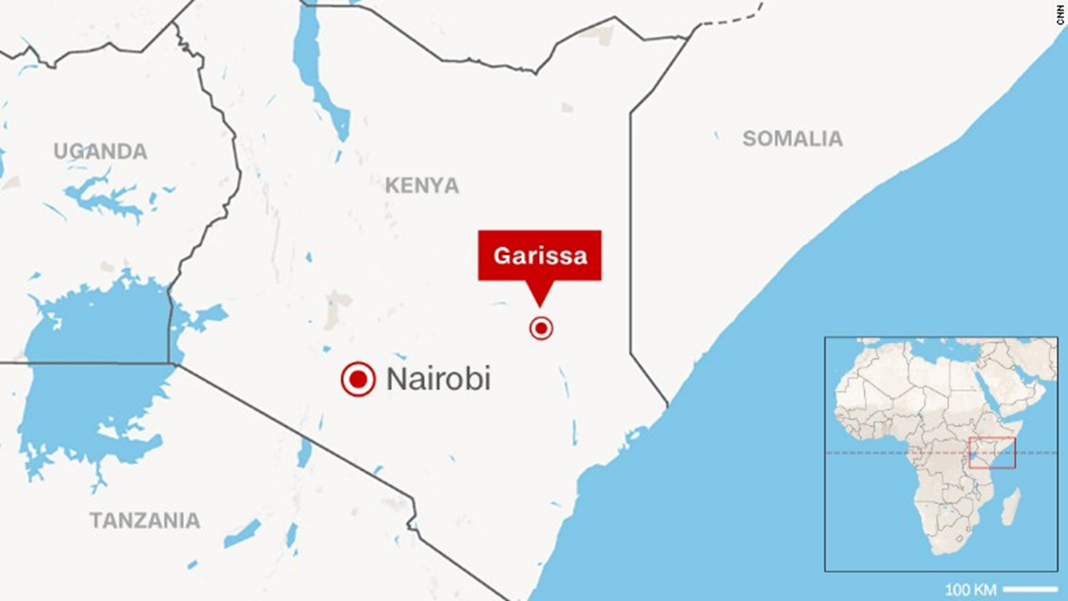 CNN
UGANDA
SOMALIA
KENYA
Garissa
Nairobi
TANZANIA
100 KM